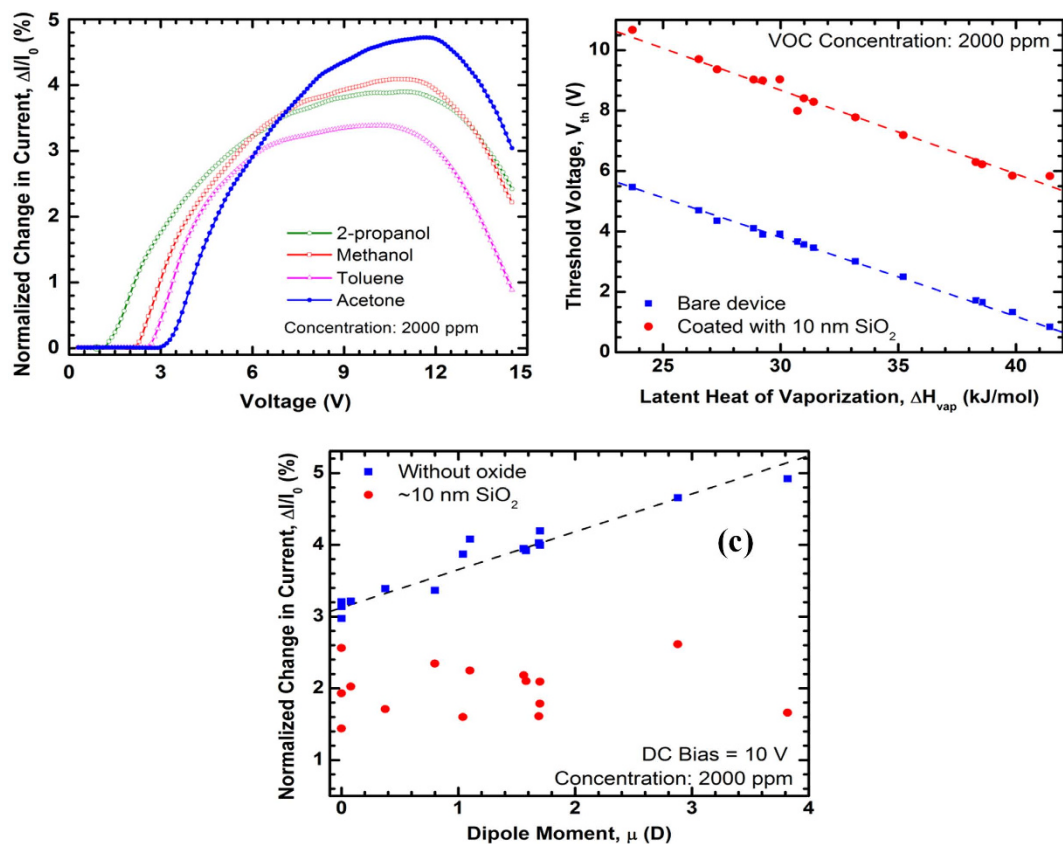 Normalized Change in Current, ΔI/I0 (%)
5
4
3
2
1
0
2-propanol
Methanol
Toluene
Acetone
Concentration: 2000 ppm
0 3 6 9 12 15
Voltage (V)
Threshold Voltage, Vth (V)
10
8
6
4
2
0
VOC Concentration: 2000 ppm
Bare device
Coated with 10 nm SiO2
25 30 35 40
Latent Heat of Vaporization, ΔHvap (kJ/mol)
Normalized Change in Current, ΔI/I0 (%)
5
4
3
2
1
Without oxide
~10 nm SiO2
(c)
DC Bias = 10 V
Concentration: 2000 ppm
0 1 2 3 4
Dipole Moment, μ (D)